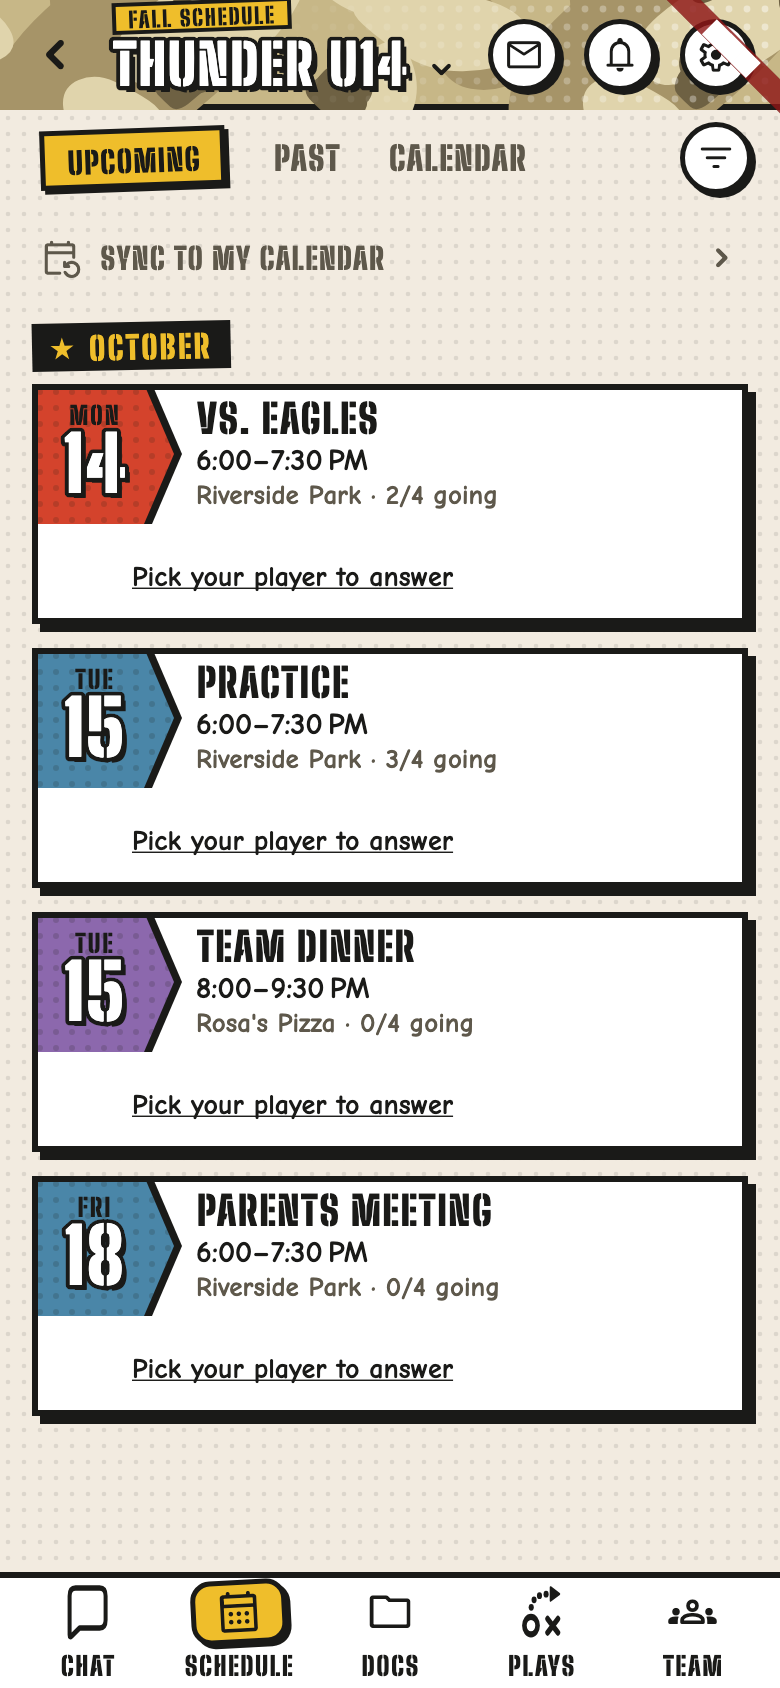 FALL SCHEDULE
THUNDER U14
UPCOMING PAST CALENDAR
SYNC TO MY CALENDAR
★ OCTOBER
MON
14
VS. EAGLES
6:00–7:30 PM
Riverside Park · 2/4 going
Pick your player to answer
TUE
15
PRACTICE
6:00–7:30 PM
Riverside Park · 3/4 going
Pick your player to answer
TUE
15
TEAM DINNER
8:00–9:30 PM
Rosa's Pizza · 0/4 going
Pick your player to answer
FRI
18
PARENTS MEETING
6:00–7:30 PM
Riverside Park · 0/4 going
Pick your player to answer
CHAT SCHEDULE DOCS PLAYS TEAM